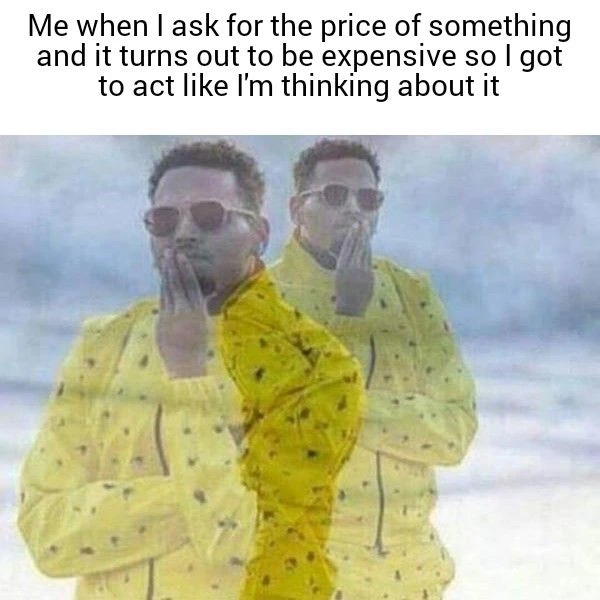 Me when I ask for the price of something
and it turns out to be expensive so I got
to act like I'm thinking about it